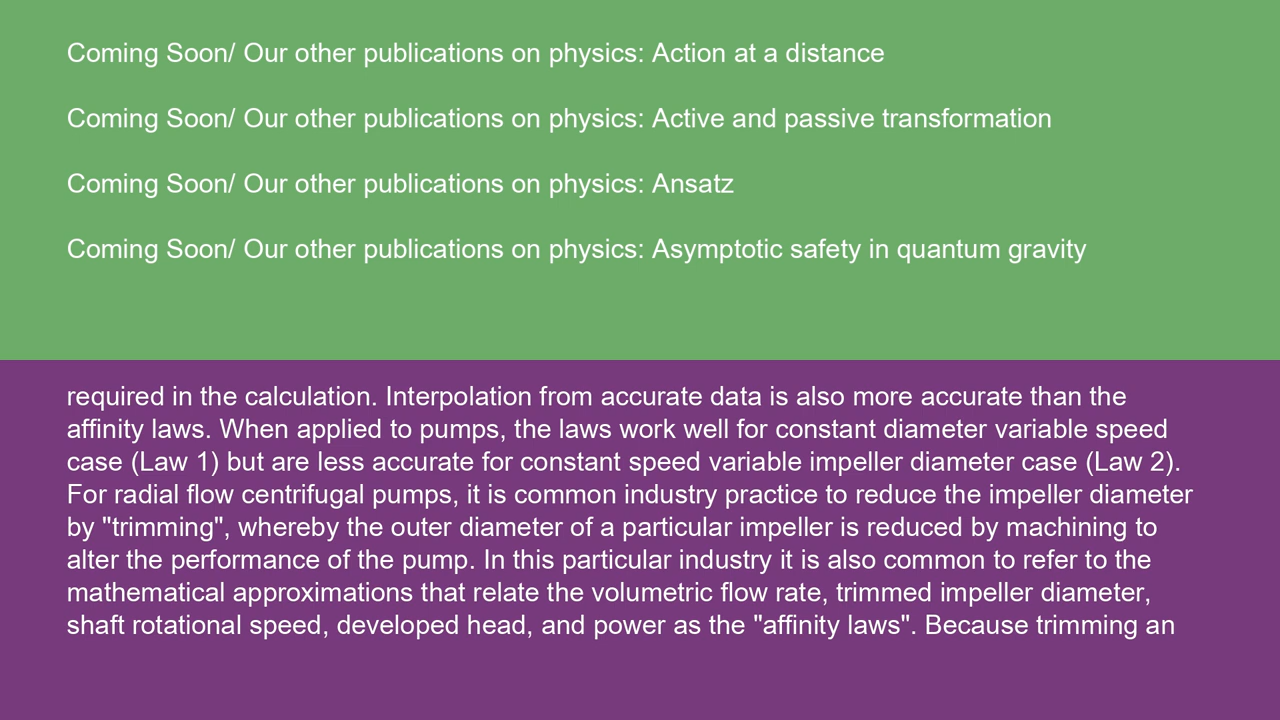 Coming Soon/ Our other publications on physics: Action at a distance
Coming Soon/ Our other publications on physics: Active and passive transformation
Coming Soon/ Our other publications on physics: Ansatz
Coming Soon/ Our other publications on physics: Asymptotic safety in quantum gravity
required in the calculation. Interpolation from accurate data is also more accurate than the
affinity laws. When applied to pumps, the laws work well for constant diameter variable speed
case (Law 1) but are less accurate for constant speed variable impeller diameter case (Law 2).
For radial flow centrifugal pumps, it is common industry practice to reduce the impeller diameter
by "trimming", whereby the outer diameter of a particular impeller is reduced by machining to
alter the performance of the pump. In this particular industry it is also common to refer to the
mathematical approximations that relate the volumetric flow rate, trimmed impeller diameter,
shaft rotational speed, developed head, and power as the "affinity laws". Because trimming an